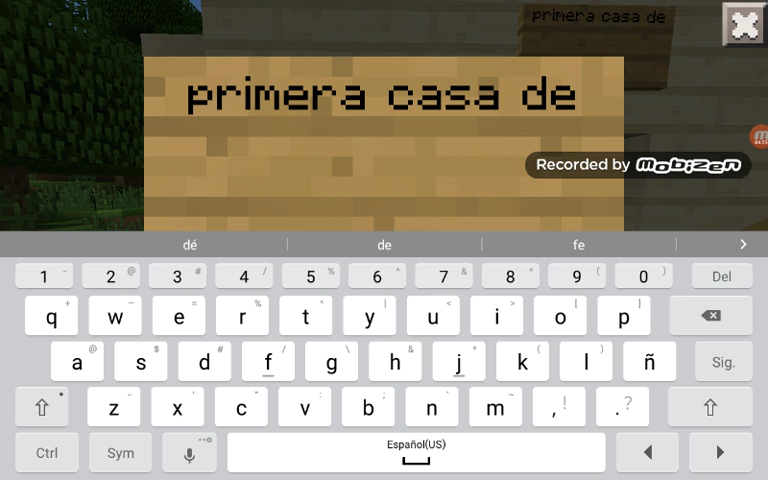 primera casa de
primera casa de
Recorded by mobizen
dé de fe
1 2 3 4 5 6 7 8 9 0 Del
q w e r t y u i o p
a s d f g h j k l ñ Sig.
z x c v b n m , ! . ?
Ctrl Sym Español(US)